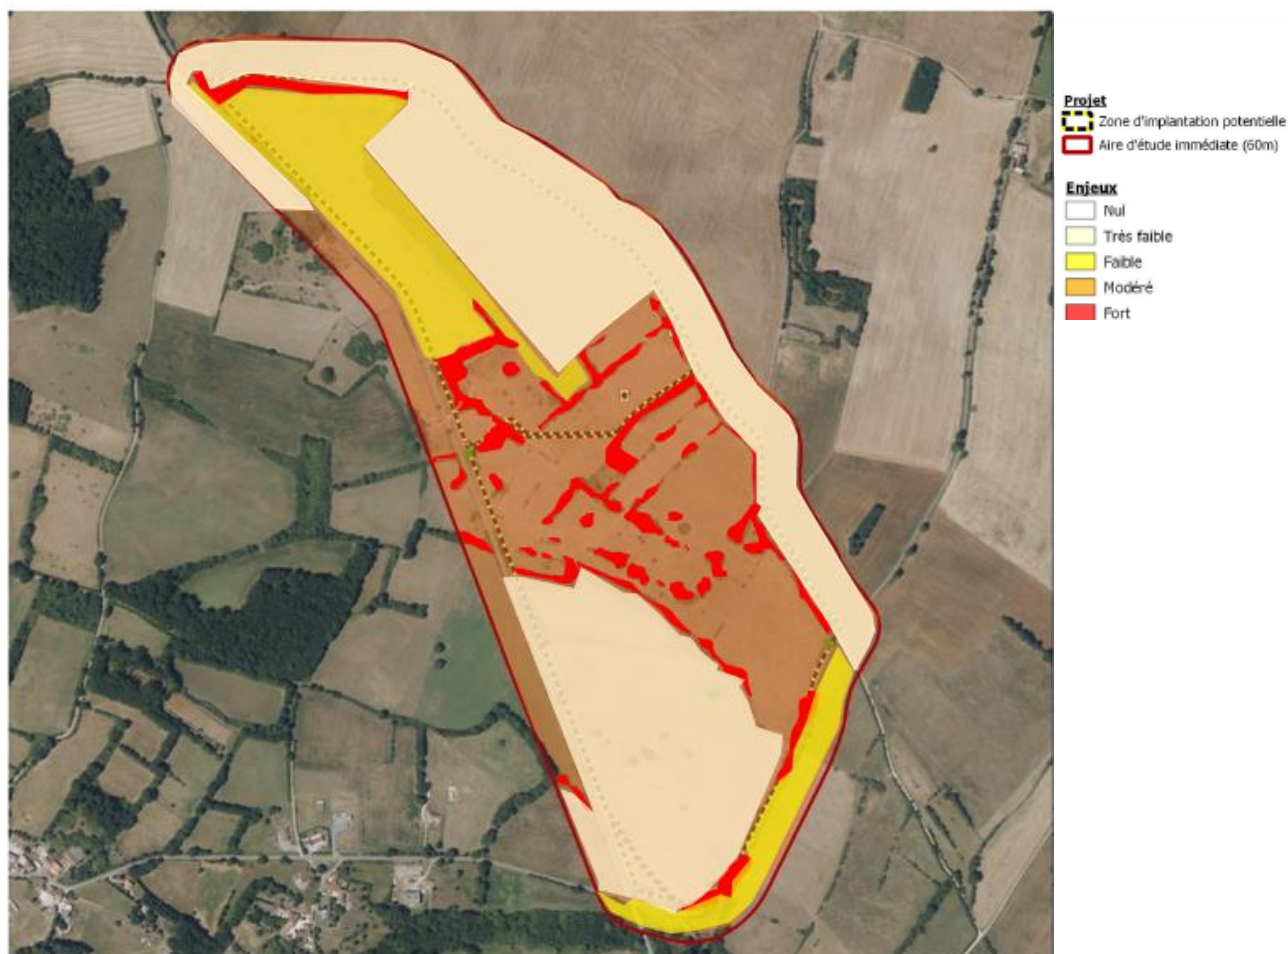 Projet
Zone d'implantation potentielle
Aire d'étude immédiate (60m)
Enjeux
Nul
Très faible
Faible
Modéré
Fort